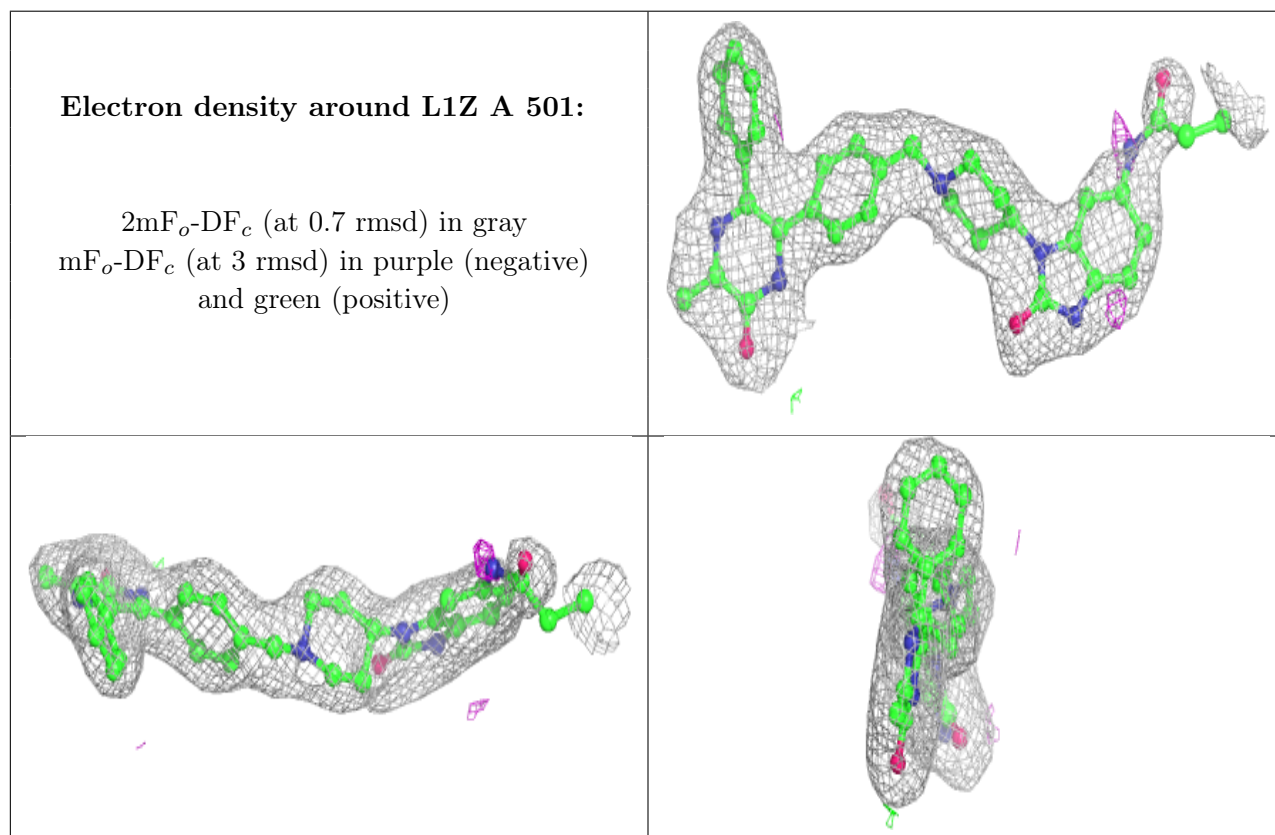 Electron density around L1Z A 501:
2mFₒ-DF𝒸 (at 0.7 rmsd) in gray
mFₒ-DF𝒸 (at 3 rmsd) in purple (negative)
and green (positive)